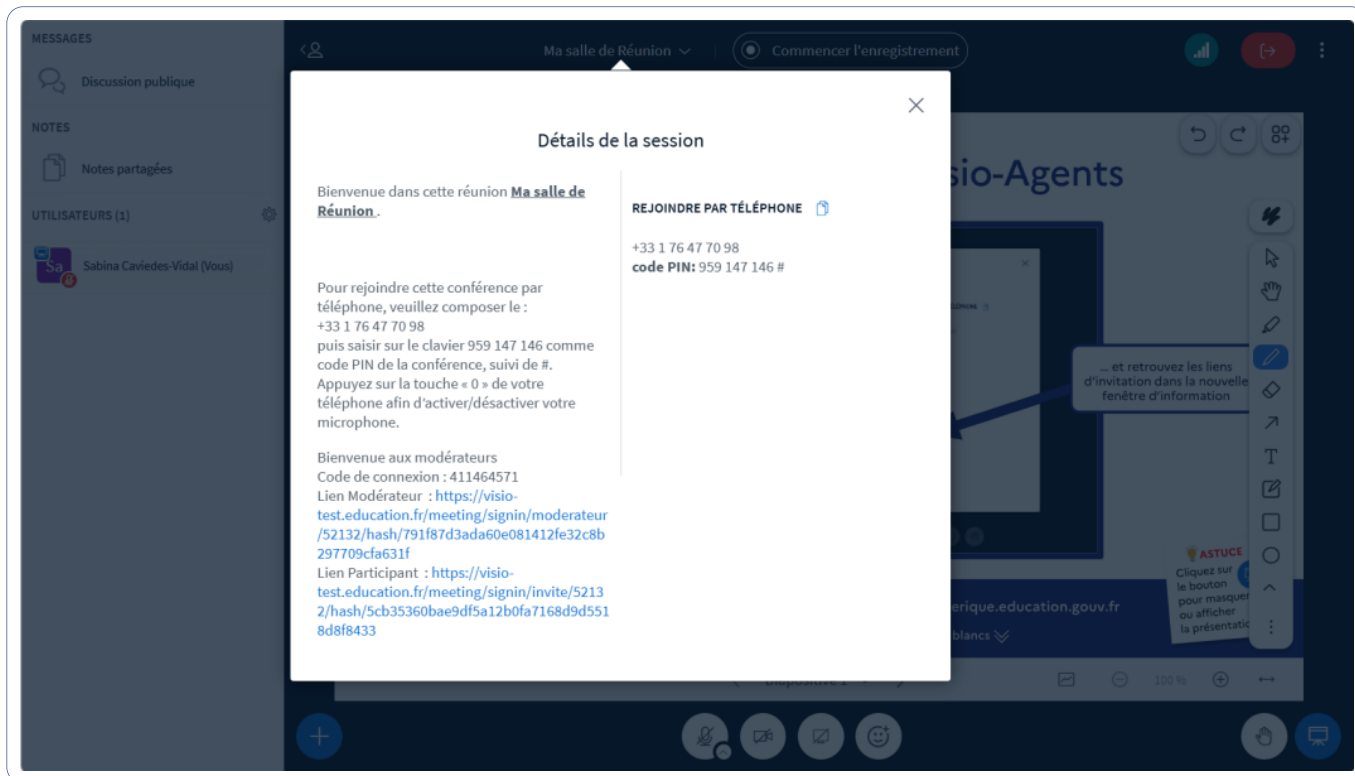 MESSAGES
Discussion publique
NOTES
Notes partagées
UTILISATEURS (1)
Sa
Sabina Caviedes-Vidal (Vous)
Ma salle de Réunion
Commencer l'enregistrement
Détails de la session
Bienvenue dans cette réunion Ma salle de
Réunion .
Pour rejoindre cette conférence par
téléphone, veuillez composer le :
+33 1 76 47 70 98
puis saisir sur le clavier 959 147 146 comme
code PIN de la conférence, suivi de #.
Appuyez sur la touche « 0 » de votre
téléphone afin d'activer/désactiver votre
microphone.
Bienvenue aux modérateurs
Code de connexion : 411464571
Lien Modérateur : https://visio-
test.education.fr/meeting/signin/moderateur
/52132/hash/791f87d3ada60e081412fe32c8b
297709cfa631f
Lien Participant : https://visio-
test.education.fr/meeting/signin/invite/5213
2/hash/5cb35360bae9df5a12b0fa7168d9d551
8d8f8433
REJOINDRE PAR TÉLÉPHONE
+33 1 76 47 70 98
code PIN: 959 147 146 #
sio-Agents
... et retrouvez les liens
d'invitation dans la nouvelle
fenêtre d'information
ASTUCE
Cliquez sur
le bouton
pour masquer
ou afficher
la présentatio
erique.education.gouv.fr
blancs
T
Diapositive 1
100 %